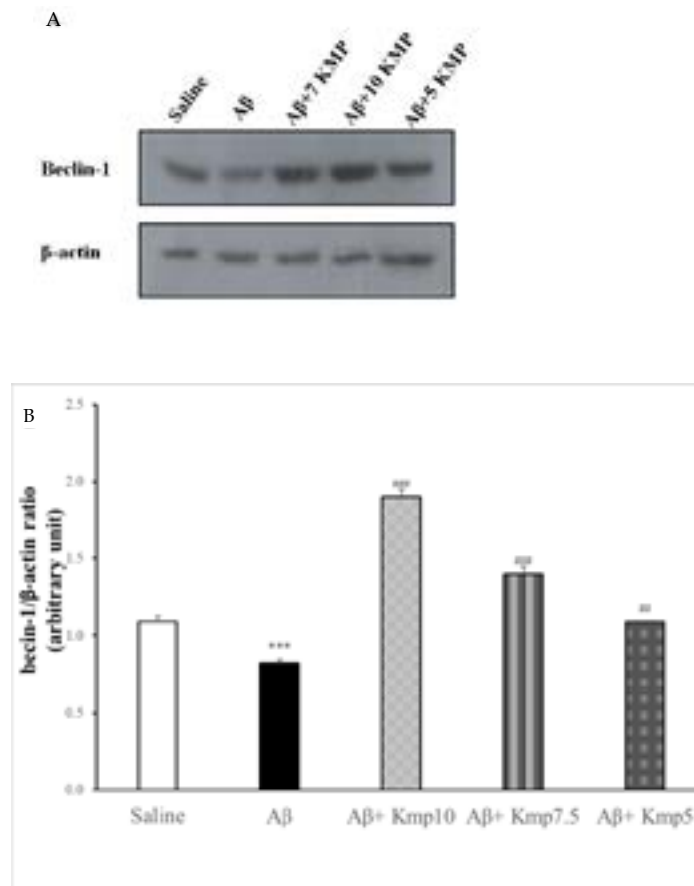 A
Saline Aβ Aβ+7 KMP Aβ+10 KMP Aβ+5 KMP
Beclin-1
β-actin
B
becin-1/β-actin ratio
(arbitrary unit)
2.5
2.0
1.5
1.0
0.5
0.0
***
###
###
##
Saline Aβ Aβ+ Kmp10 Aβ+ Kmp7.5 Aβ+ Kmp5